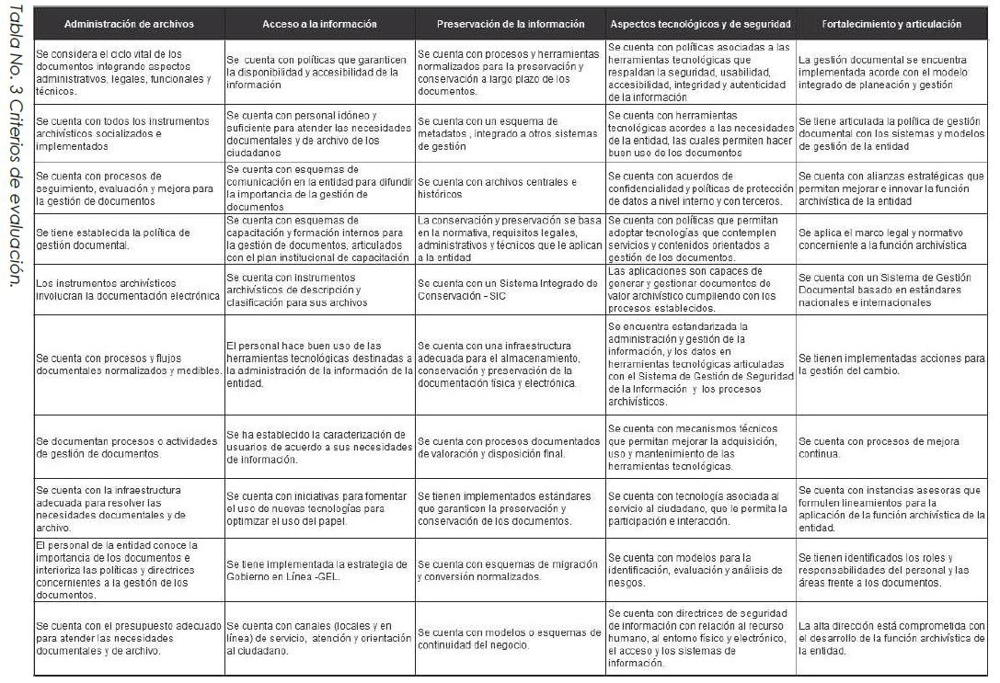 Tabla No. 3 Criterios de evaluación.
Administración de archivos
Acceso a la información
Preservación de la información
Aspectos tecnológicos y de seguridad
Fortalecimiento y articulación
Se considera el ciclo vital de los
documentos integrando aspectos
administrativos, legales, funcionales y
técnicos.
Se cuenta con políticas que garanticen
la disponibilidad y accesibilidad de la
información
Se cuenta con procesos y herramientas
normalizados para la preservación y
conservación a largo plazo de los
documentos.
Se cuenta con políticas asociadas a las
herramientas tecnológicas que
respaldan la seguridad, usabilidad,
accesibilidad, integridad y autenticidad
de la información
La gestión documental se encuentra
implementada acorde con el modelo
integrado de planeación y gestión
Se cuenta con todos los instrumentos
archivísticos socializados e
implementados
Se cuenta con personal idóneo y
suficiente para atender las necesidades
documentales y de archivo de los
ciudadanos
Se cuenta con un esquema de
metadatos , integrado a otros sistemas
de gestión
Se cuenta con herramientas
tecnológicas acordes a las necesidades
de la entidad, las cuales permiten hacer
buen uso de los documentos
Se tiene articulada la política de gestión
documental con los sistemas y modelos
de gestión de la entidad
Se cuenta con procesos de
seguimiento, evaluación y mejora para
la gestión de documentos
Se cuenta con esquemas de
comunicación en la entidad para difundir
la importancia de la gestión de
documentos
Se cuenta con archivos centrales e
históricos
Se cuenta con acuerdos de
confidencialidad y políticas de protección
de datos a nivel interno y con terceros.
Se cuenta con alianzas estratégicas que
permitan mejorar e innovar la función
archivística de la entidad
Se tiene establecida la política de
gestión documental.
Se cuenta con esquemas de
capacitación y formación internos para
la gestión de documentos, articulados
con el plan institucional de capacitación
La conservación y preservación se basa
en la normativa, requisitos legales,
administrativos y técnicos que le aplican
a la entidad
Se cuenta con políticas que permitan
adoptar tecnologías que contemplen
servicios y contenidos orientados a
gestión de los documentos.
Se aplica el marco legal y normativo
concerniente a la función archivística
Los instrumentos archivísticos
involucran la documentación electrónica
Se cuenta con instrumentos
archivísticos de descripción y
clasificación para sus archivos
Se cuenta con un Sistema Integrado de
Conservación - SIC
Las aplicaciones son capaces de
generar y gestionar documentos de
valor archivístico cumpliendo con los
procesos establecidos.
Se cuenta con un Sistema de Gestión
Documental basado en estándares
nacionales e internacionales
Se cuenta con procesos y flujos
documentales normalizados y medibles.
El personal hace buen uso de las
herramientas tecnológicas destinadas a
la administración de la información de la
entidad.
Se cuenta con una infraestructura
adecuada para el almacenamiento,
conservación y preservación de la
documentación física y electrónica.
Se encuentra estandarizada la
administración y gestión de la
información, y los datos en
herramientas tecnológicas articuladas
con el Sistema de Gestión de Seguridad
de la Información y los procesos
archivísticos.
Se tienen implementadas acciones para
la gestión del cambio.
Se documentan procesos o actividades
de gestión de documentos.
Se ha establecido la caracterización de
usuarios de acuerdo a sus necesidades
de información.
Se cuenta con procesos documentados
de valoración y disposición final.
Se cuenta con mecanismos técnicos
que permitan mejorar la adquisición,
uso y mantenimiento de las
herramientas tecnológicas.
Se cuenta con procesos de mejora
continua.
Se cuenta con la infraestructura
adecuada para resolver las
necesidades documentales y de
archivo.
Se cuenta con iniciativas para fomentar
el uso de nuevas tecnologías para
optimizar el uso del papel.
Se tienen implementados estándares
que garanticen la preservación y
conservación de los documentos.
Se cuenta con tecnología asociada al
servicio al ciudadano, que le permita la
participación e interacción.
Se cuenta con instancias asesoras que
formulen lineamientos para la
aplicación de la función archivística de la
entidad.
El personal de la entidad conoce la
importancia de los documentos e
interioriza las políticas y directrices
concernientes a la gestión de los
documentos.
Se tiene implementada la estrategia de
Gobierno en Línea -GEL.
Se cuenta con esquemas de migración
y conversión normalizados.
Se cuenta con modelos para la
identificación, evaluación y análisis de
riesgos.
Se tienen identificados los roles y
responsabilidades del personal y las
áreas frente a los documentos.
Se cuenta con el presupuesto adecuado
para atender las necesidades
documentales y de archivo.
Se cuenta con canales (locales y en
línea) de servicio, atención y orientación
al ciudadano.
Se cuenta con modelos o esquemas de
continuidad del negocio.
Se cuenta con directrices de seguridad
de información con relación al recurso
humano, al entorno físico y electrónico,
el acceso y los sistemas de
información.
La alta dirección está comprometida con
el desarrollo de la función archivística de
la entidad.